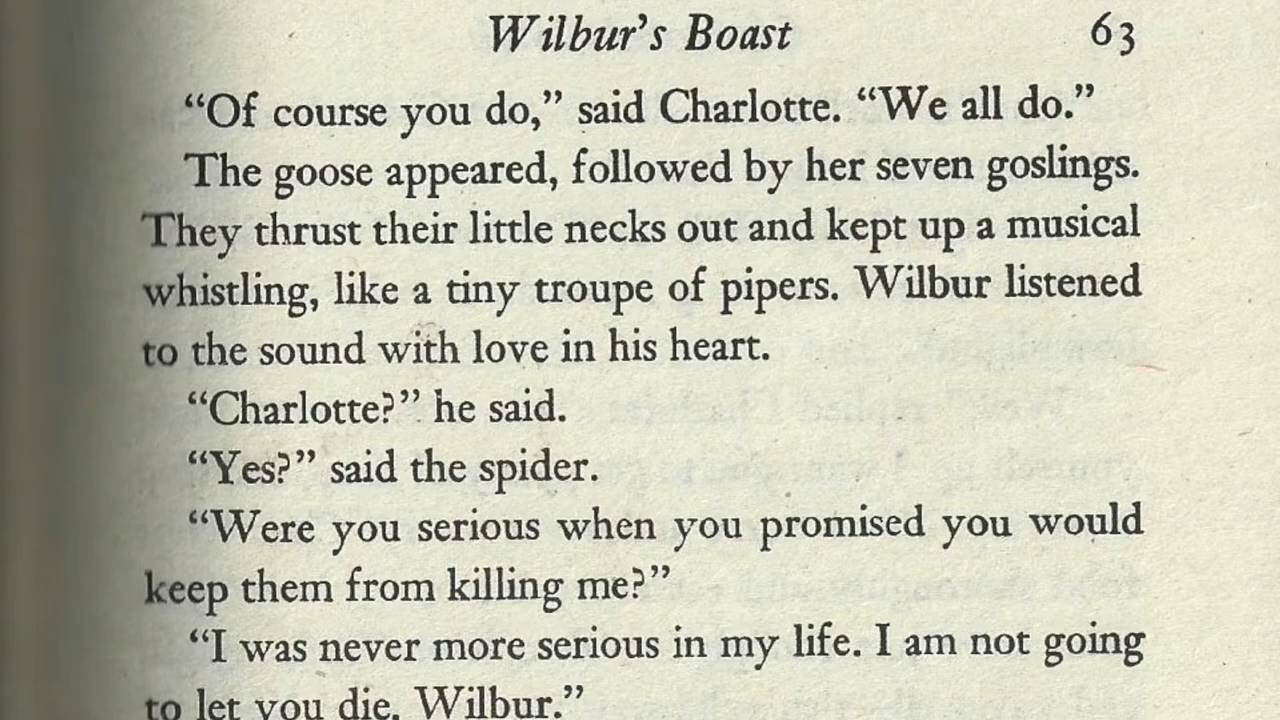 Wilbur's Boast 63
“Of course you do,” said Charlotte. “We all do.”
The goose appeared, followed by her seven goslings.
They thrust their little necks out and kept up a musical
whistling, like a tiny troupe of pipers. Wilbur listened
to the sound with love in his heart.
“Charlotte?” he said.
“Yes?” said the spider.
“Were you serious when you promised you would
keep them from killing me?”
“I was never more serious in my life. I am not going
to let you die, Wilbur.”